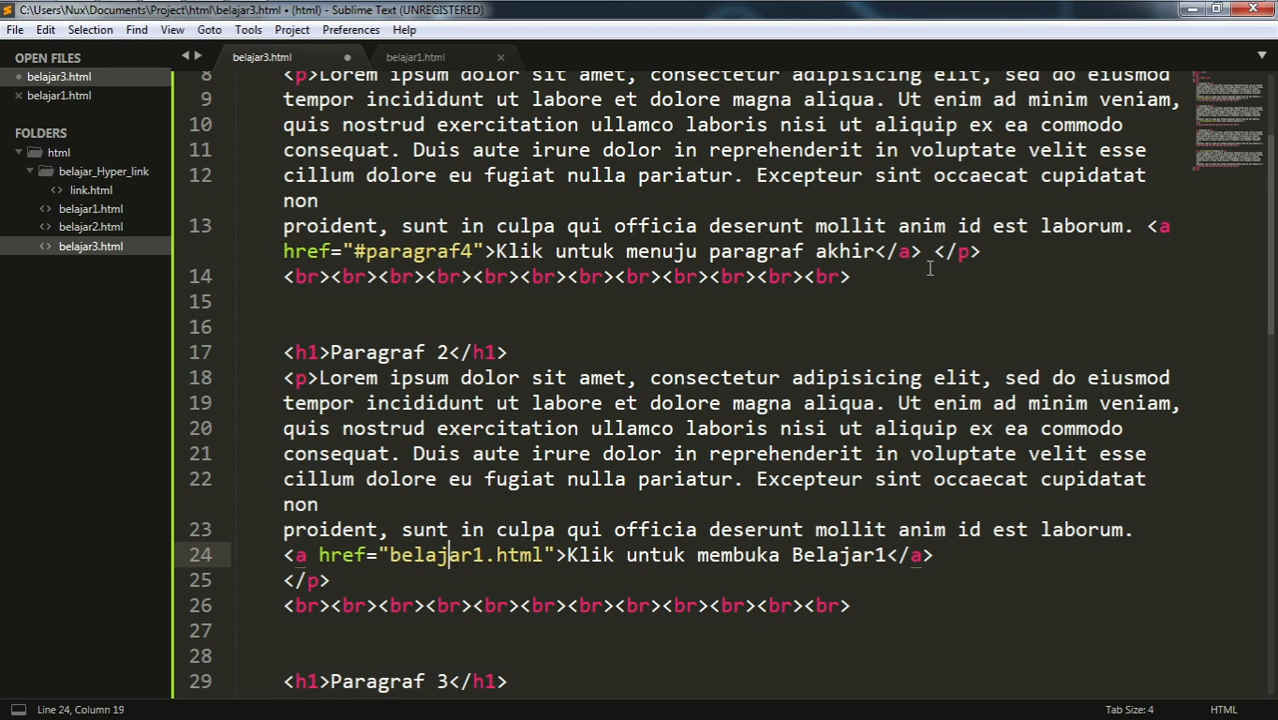 C:\Users\Nux\Documents\Project\html\belajar3.html • (html) - Sublime Text (UNREGISTERED)
File Edit Selection Find View Goto Tools Project Preferences Help
OPEN FILES
belajar3.html
belajar1.html
FOLDERS
html
belajar_Hyper_link
link.html
belajar1.html
belajar2.html
belajar3.html
belajar3.html belajar1.html
8 <p>Lorem ipsum dolor sit amet, consectetur adipisicing elit, sed do eiusmod
9 tempor incididunt ut labore et dolore magna aliqua. Ut enim ad minim veniam,
10 quis nostrud exercitation ullamco laboris nisi ut aliquip ex ea commodo
11 consequat. Duis aute irure dolor in reprehenderit in voluptate velit esse
12 cillum dolore eu fugiat nulla pariatur. Excepteur sint occaecat cupidatat
non
13 proident, sunt in culpa qui officia deserunt mollit anim id est laborum. <a
href="#paragraf4">Klik untuk menuju paragraf akhir</a> </p>
14 <br><br><br><br><br><br><br><br><br><br><br><br>
15
16
17 <h1>Paragraf 2</h1>
18 <p>Lorem ipsum dolor sit amet, consectetur adipisicing elit, sed do eiusmod
19 tempor incididunt ut labore et dolore magna aliqua. Ut enim ad minim veniam,
20 quis nostrud exercitation ullamco laboris nisi ut aliquip ex ea commodo
21 consequat. Duis aute irure dolor in reprehenderit in voluptate velit esse
22 cillum dolore eu fugiat nulla pariatur. Excepteur sint occaecat cupidatat
non
23 proident, sunt in culpa qui officia deserunt mollit anim id est laborum.
24 <a href="belajar1.html">Klik untuk membuka Belajar1</a>
25 </p>
26 <br><br><br><br><br><br><br><br><br><br><br><br>
27
28
29 <h1>Paragraf 3</h1>
Line 24, Column 19 Tab Size: 4 HTML